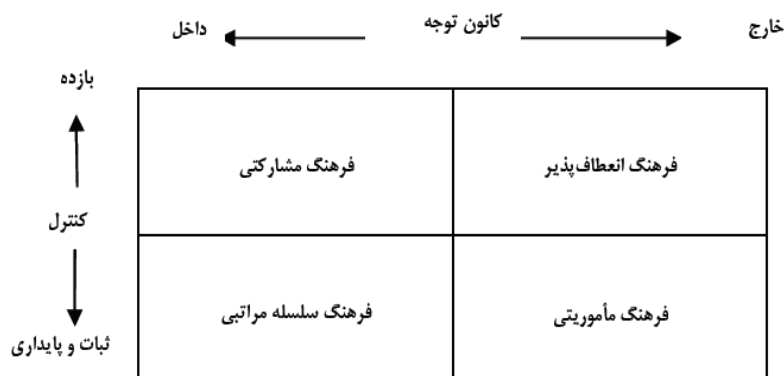 خارج
کانون توجه
داخل
بازده
فرهنگ انعطاف‌پذیر
فرهنگ مشارکتی
کنترل
فرهنگ مأموریتی
فرهنگ سلسله مراتبی
ثبات و پایداری